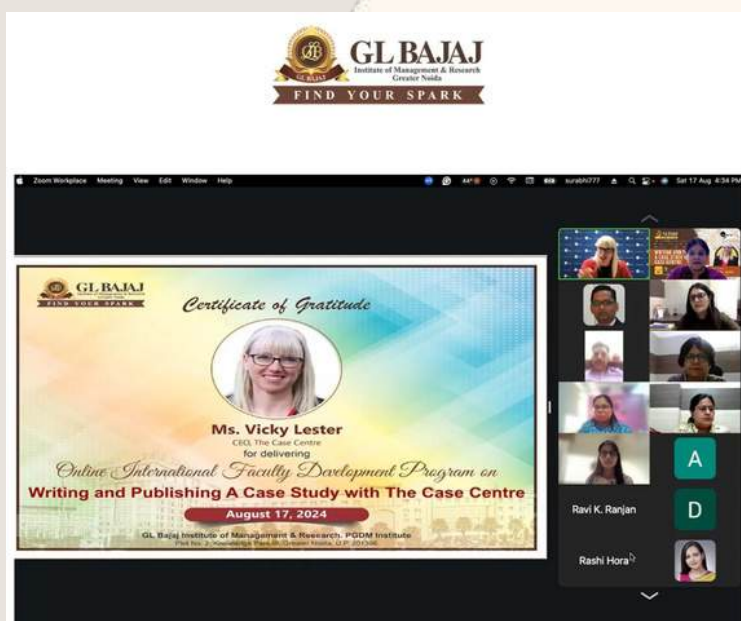 GL BAJAJ
Institute of Management & Research
Greater Noida
GL BAJAJ
FIND YOUR SPARK
Zoom Workplace Meeting View Edit Window Help
surabhi777
Sat 17 Aug 4:34 PM
GL BAJAJ
FIND YOUR SPARK
Certificate of Gratitude
Ms. Vicky Lester
CEO, The Case Centre
for delivering
Online International Faculty Development Program on
Writing and Publishing A Case Study with The Case Centre
August 17, 2024
GL Bajaj Institute of Management & Research, PGDM Institute
A
Ravi K. Ranjan
D
Rashi Hora